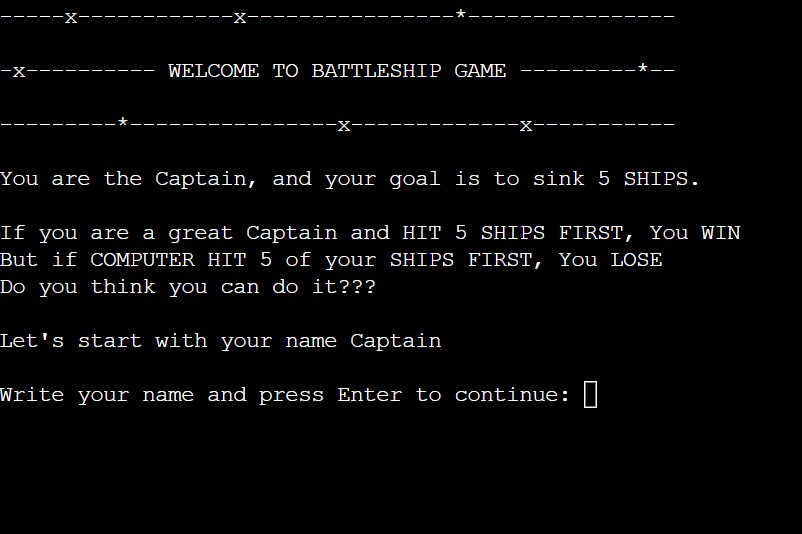 -----x------------x----------------*----------------
-x---------- WELCOME TO BATTLESHIP GAME ---------*--
---------*----------------x-------------x-----------
You are the Captain, and your goal is to sink 5 SHIPS.
If you are a great Captain and HIT 5 SHIPS FIRST, You WIN
But if COMPUTER HIT 5 of your SHIPS FIRST, You LOSE
Do you think you can do it???
Let's start with your name Captain
Write your name and press Enter to continue: